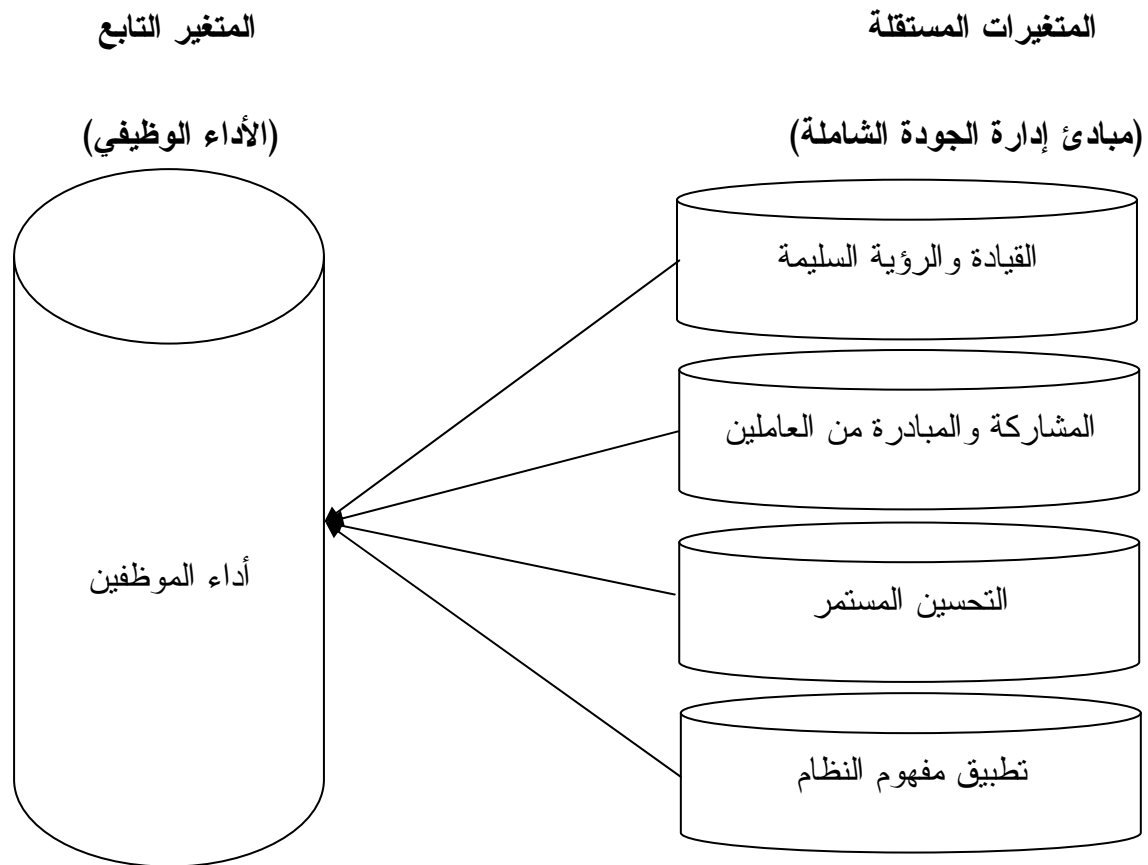 المتغيرات المستقلة
المتغير التابع
(مبادئ إدارة الجودة الشاملة)
(الأداء الوظيفي)
القيادة والرؤية السليمة
المشاركة والمبادرة من العاملين
التحسين المستمر
تطبيق مفهوم النظام
أداء الموظفين